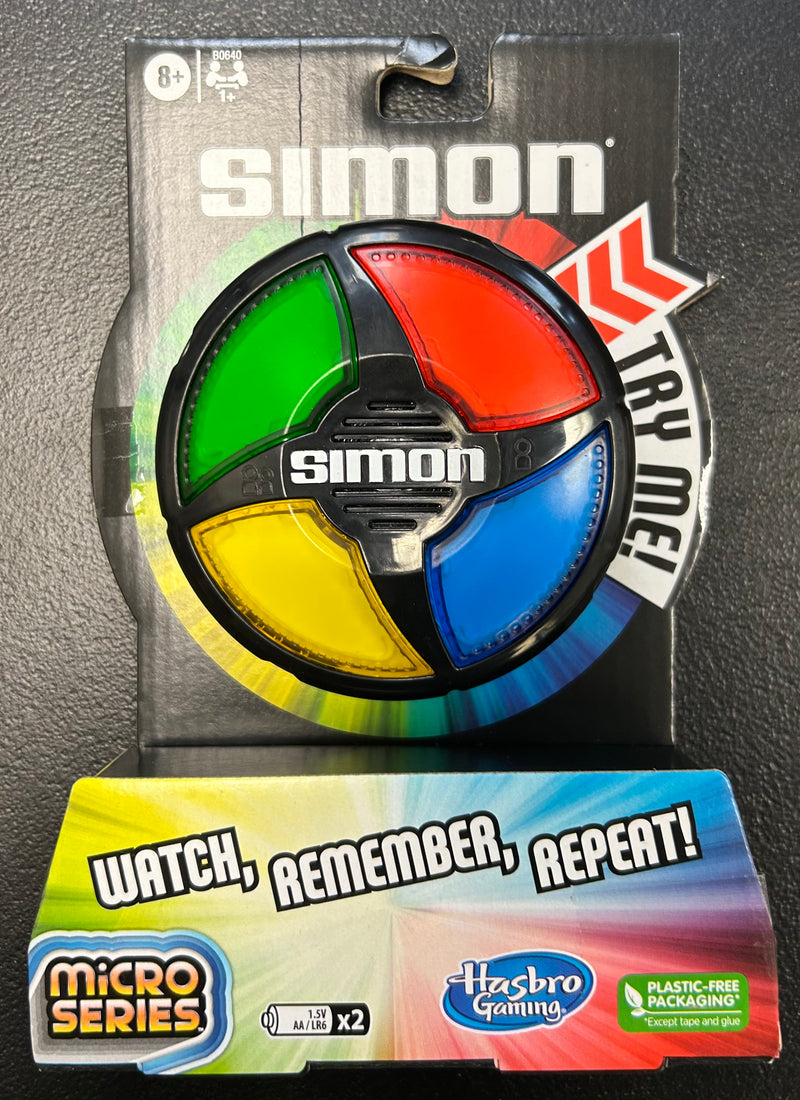 8+
B0640
1+
SIMON®
TRY ME!
SIMON
WATCH, REMEMBER, REPEAT!
MICRO
SERIES
1.5V
AA/LR6
x2
Hasbro
Gaming
PLASTIC-FREE
PACKAGING*
*Except tape and glue